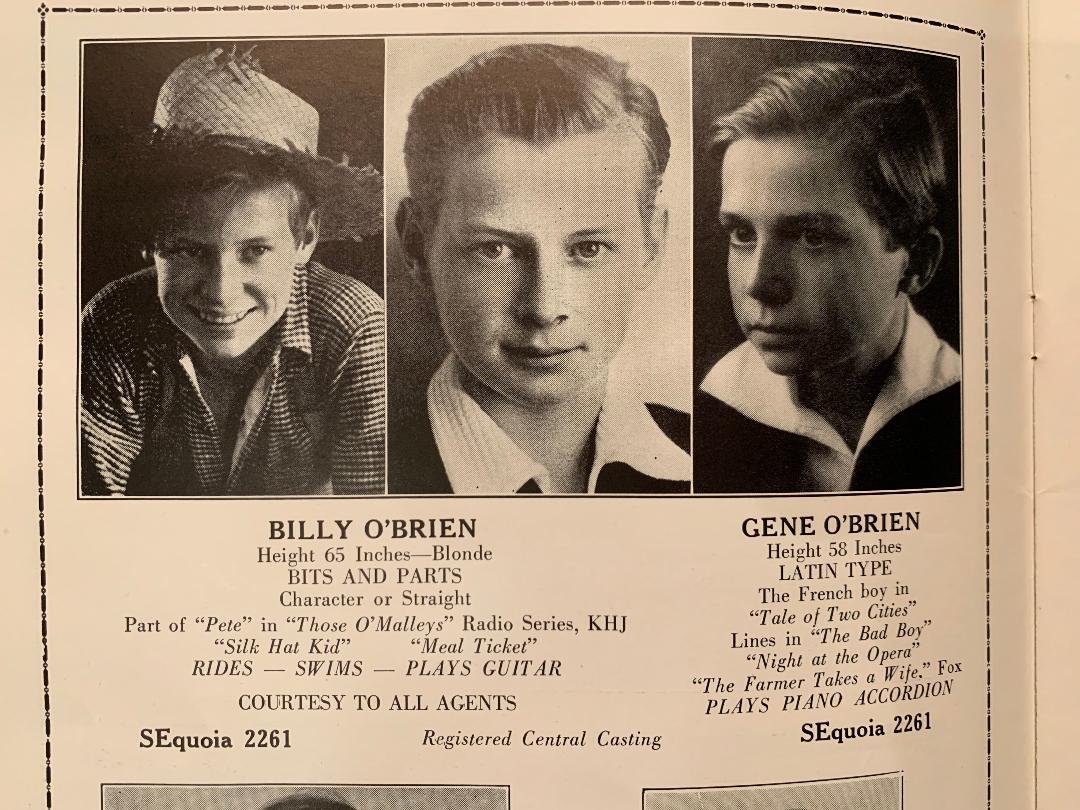 BILLY O'BRIEN
Height 65 Inches—Blonde
BITS AND PARTS
Character or Straight
Part of "Pete" in "Those O'Malleys" Radio Series, KHJ
"Silk Hat Kid" "Meal Ticket"
RIDES — SWIMS — PLAYS GUITAR
COURTESY TO ALL AGENTS
SEquoia 2261 Registered Central Casting
GENE O'BRIEN
Height 58 Inches
LATIN TYPE
The French boy in
"Tale of Two Cities"
Lines in "The Bad Boy"
"Night at the Opera"
"The Farmer Takes a Wife." Fox
PLAYS PIANO ACCORDION
SEquoia 2261